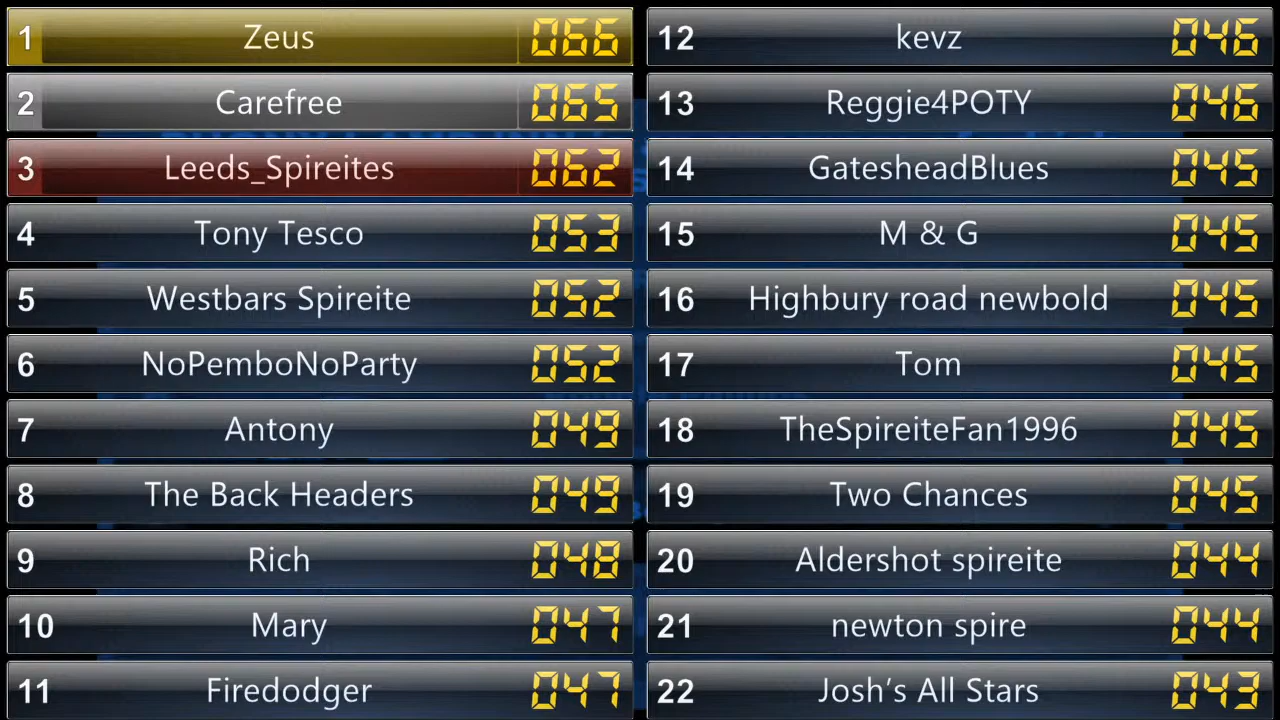 1 Zeus 066
2 Carefree 065
3 Leeds_Spireites 062
4 Tony Tesco 053
5 Westbars Spireite 052
6 NoPemboNoParty 052
7 Antony 049
8 The Back Headers 049
9 Rich 048
10 Mary 047
11 Firedodger 047
12 kevz 046
13 Reggie4POTY 046
14 GatesheadBlues 045
15 M & G 045
16 Highbury road newbold 045
17 Tom 045
18 TheSpireiteFan1996 045
19 Two Chances 045
20 Aldershot spireite 044
21 newton spire 044
22 Josh’s All Stars 043